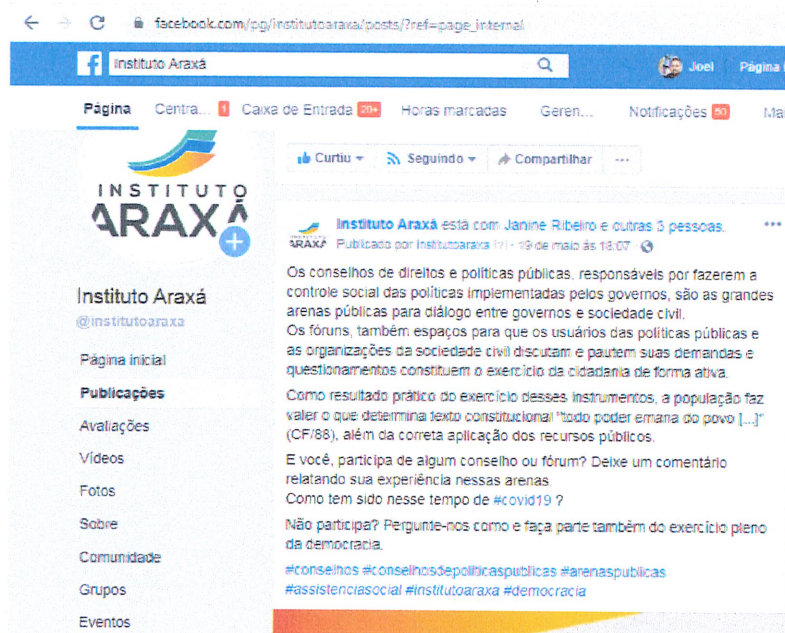 facebook.com/pg/institutoaraxa/posts/?ref=page_internal
Instituto Araxá
Joel
Página
Página
Centra... 1
Caixa de Entrada 20+
Horas marcadas
Geren...
Notificações 50
Mai
Curtiu
Seguindo
Compartilhar
...
INSTITUTO
ARAXÁ
Instituto Araxá
@institutoaraxa
Página inicial
Publicações
Avaliações
Vídeos
Fotos
Sobre
Comunidade
Grupos
Eventos
ARAXÁ
Instituto Araxá está com Janine Ribeiro e outras 3 pessoas.
Publicado por institutoaraxa [?] · 19 de maio às 18:07 ·
Os conselhos de direitos e políticas públicas, responsáveis por fazerem a
controle social das políticas implementadas pelos governos, são as grandes
arenas públicas para diálogo entre governos e sociedade civil.
Os fóruns, também espaços para que os usuários das políticas públicas e
as organizações da sociedade civil discutam e pautem suas demandas e
questionamentos constituem o exercício da cidadania de forma ativa.
Como resultado prático do exercício desses instrumentos, a população faz
valer o que determina texto constitucional "todo poder emana do povo [...]"
(CF/88), além da correta aplicação dos recursos públicos.
E você, participa de algum conselho ou fórum? Deixe um comentário
relatando sua experiência nessas arenas.
Como tem sido nesse tempo de #covid19 ?
Não participa? Pergunte-nos como e faça parte também do exercício pleno
da democracia.
#conselhos #conselhosdepoliticaspublicas #arenaspublicas
#assistenciasocial #institutoaraxa #democracia